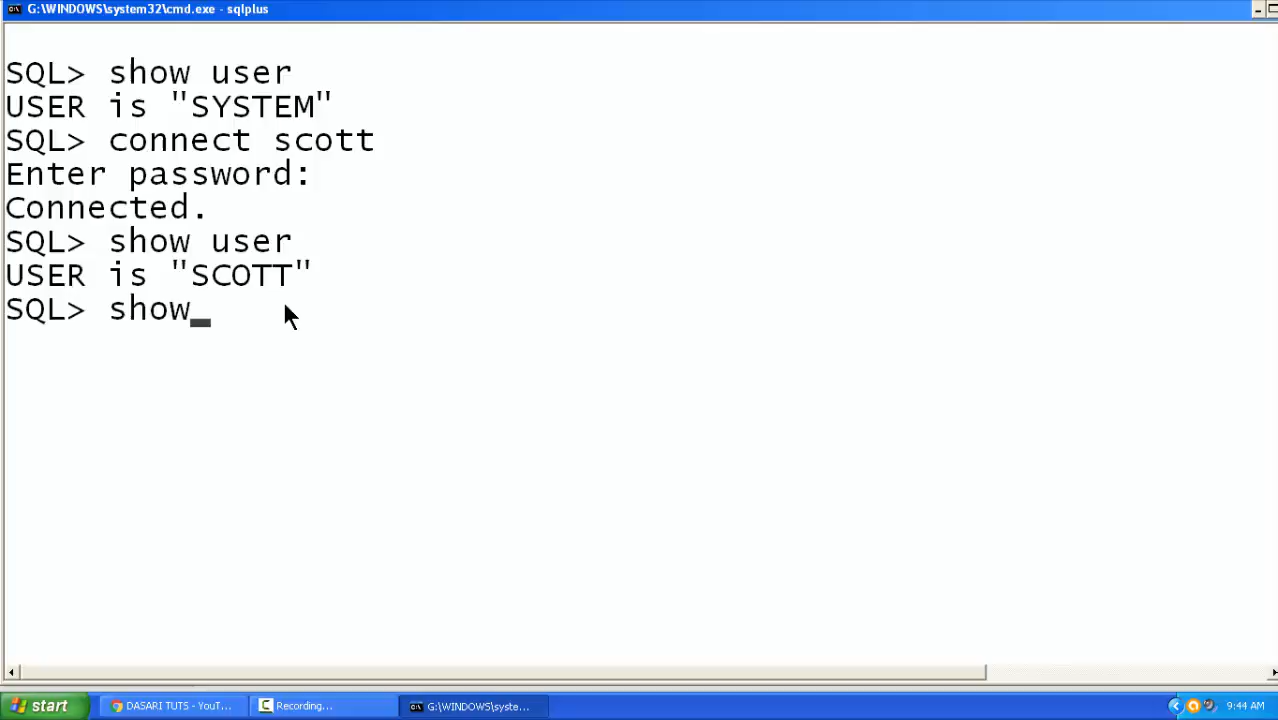 G:\WINDOWS\system32\cmd.exe - sqlplus
SQL> show user
USER is "SYSTEM"
SQL> connect scott
Enter password:
Connected.
SQL> show user
USER is "SCOTT"
SQL> show_
start DASARI TUTS - YouT... Recording... G:\WINDOWS\syste... 9:44 AM